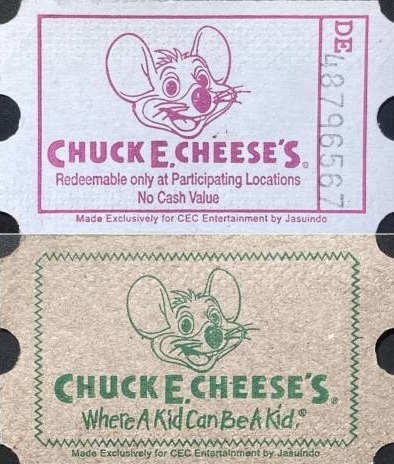 DE
48796567
CHUCK E. CHEESE'S®
Redeemable only at Participating Locations
No Cash Value
Made Exclusively for CEC Entertainment by Jasuindo
CHUCK E. CHEESE'S®
Where A Kid Can Be A Kid.®
Made Exclusively for CEC Entertainment by Jasuindo